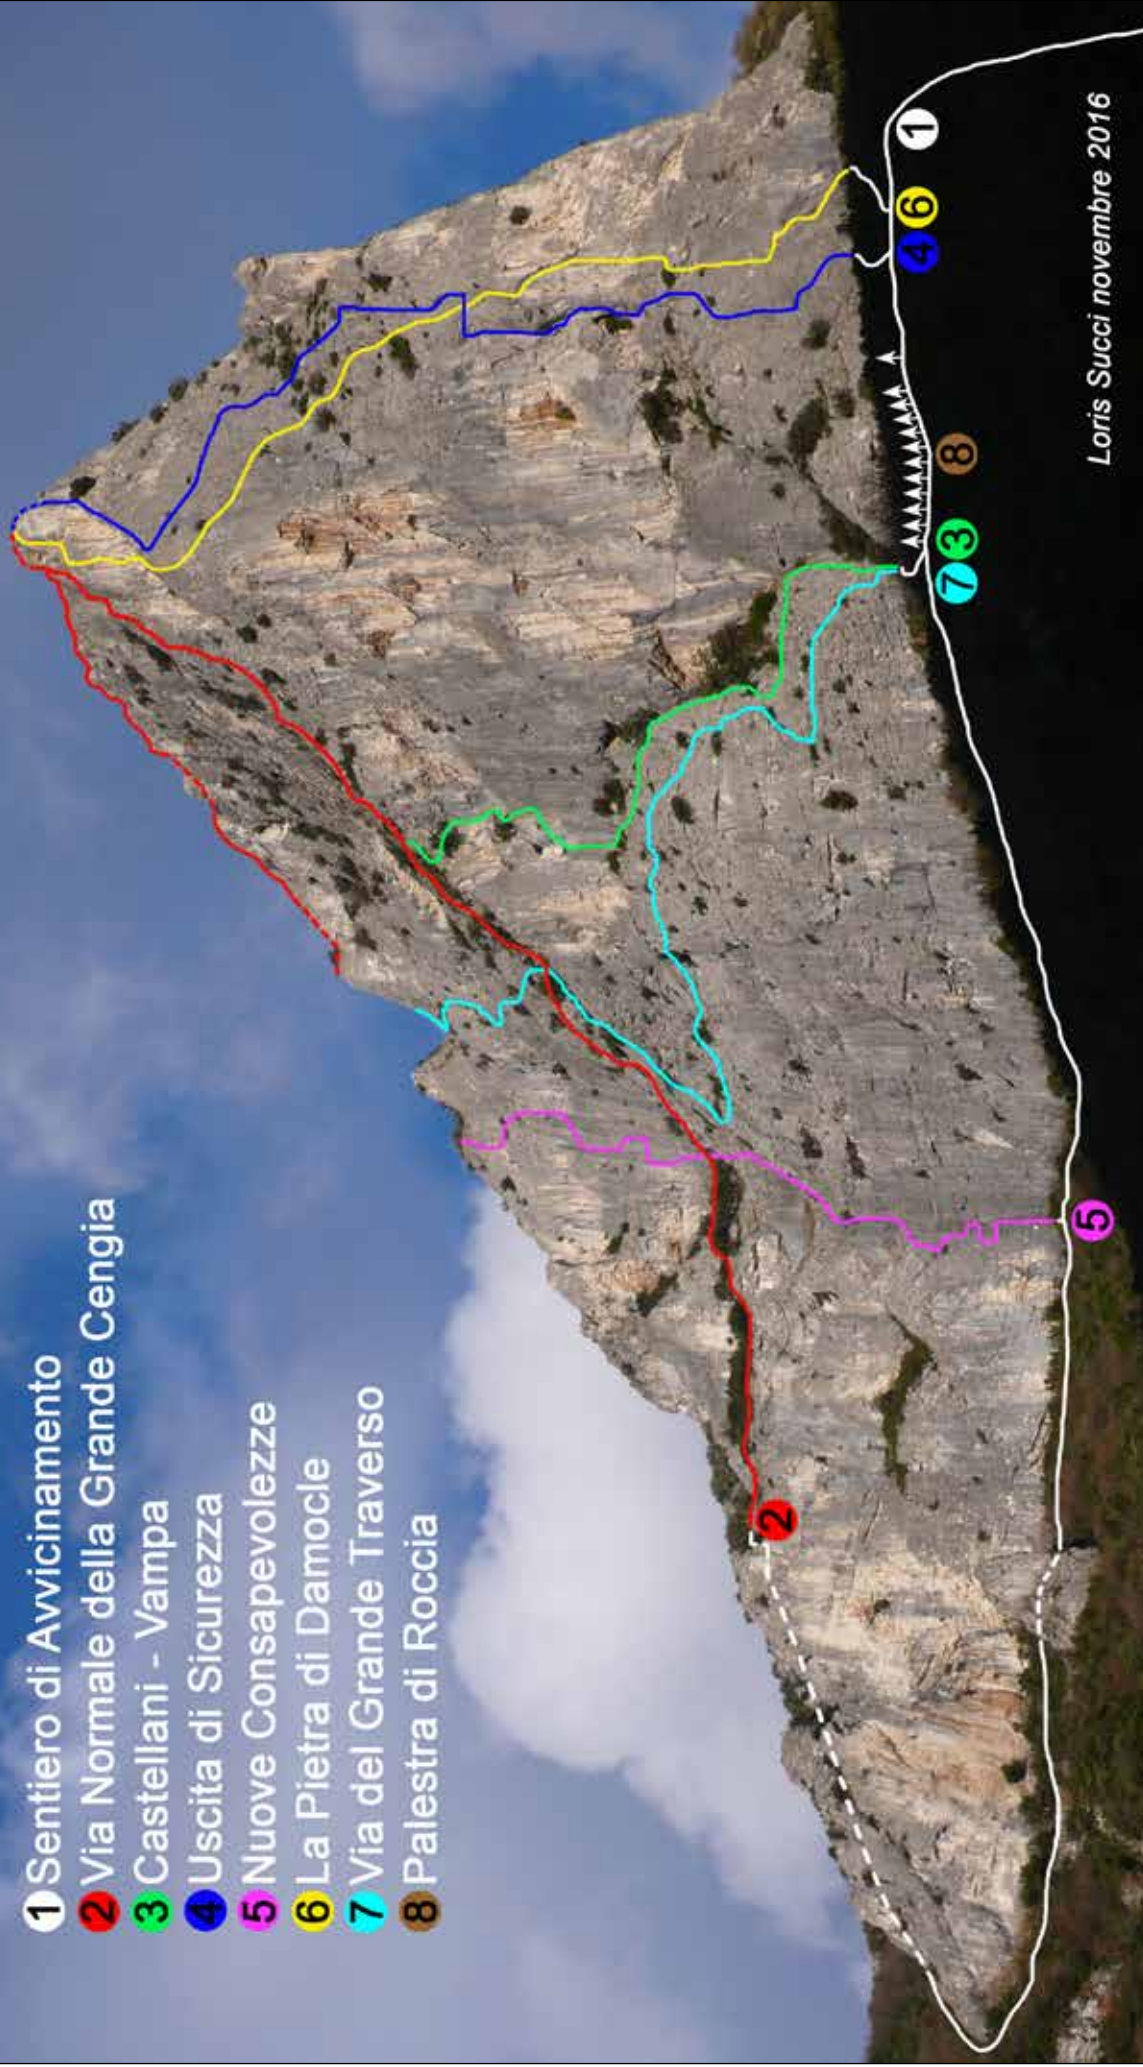 1 Sentiero di Avvicinamento
2 Via Normale della Grande Cengia
3 Castellani - Vampa
4 Uscita di Sicurezza
5 Nuove Consapevolezze
6 La Pietra di Damocle
7 Via del Grande Traverso
8 Palestra di Roccia
2
5
7 3
8
4 6
1
Loris Succi novembre 2016